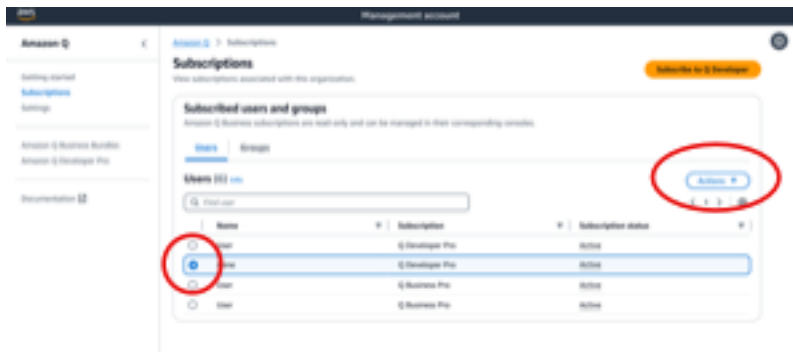 aws
Management account
Amazon Q
Getting started
Subscriptions
Settings
Amazon Q Business Bundles
Amazon Q Developer Pro
Documentation
Amazon Q > Subscriptions
Subscriptions
View subscriptions associated with this organization.
Subscribe to Q Developer
Subscribed users and groups
Amazon Q Business subscriptions are read-only and can be managed in their corresponding consoles.
Users Groups
Users Info
Actions
Find user
1
Name Subscription Subscription status
User Q Developer Pro Active
Q Developer Pro Active
User Q Business Pro Active
User Q Business Pro Active